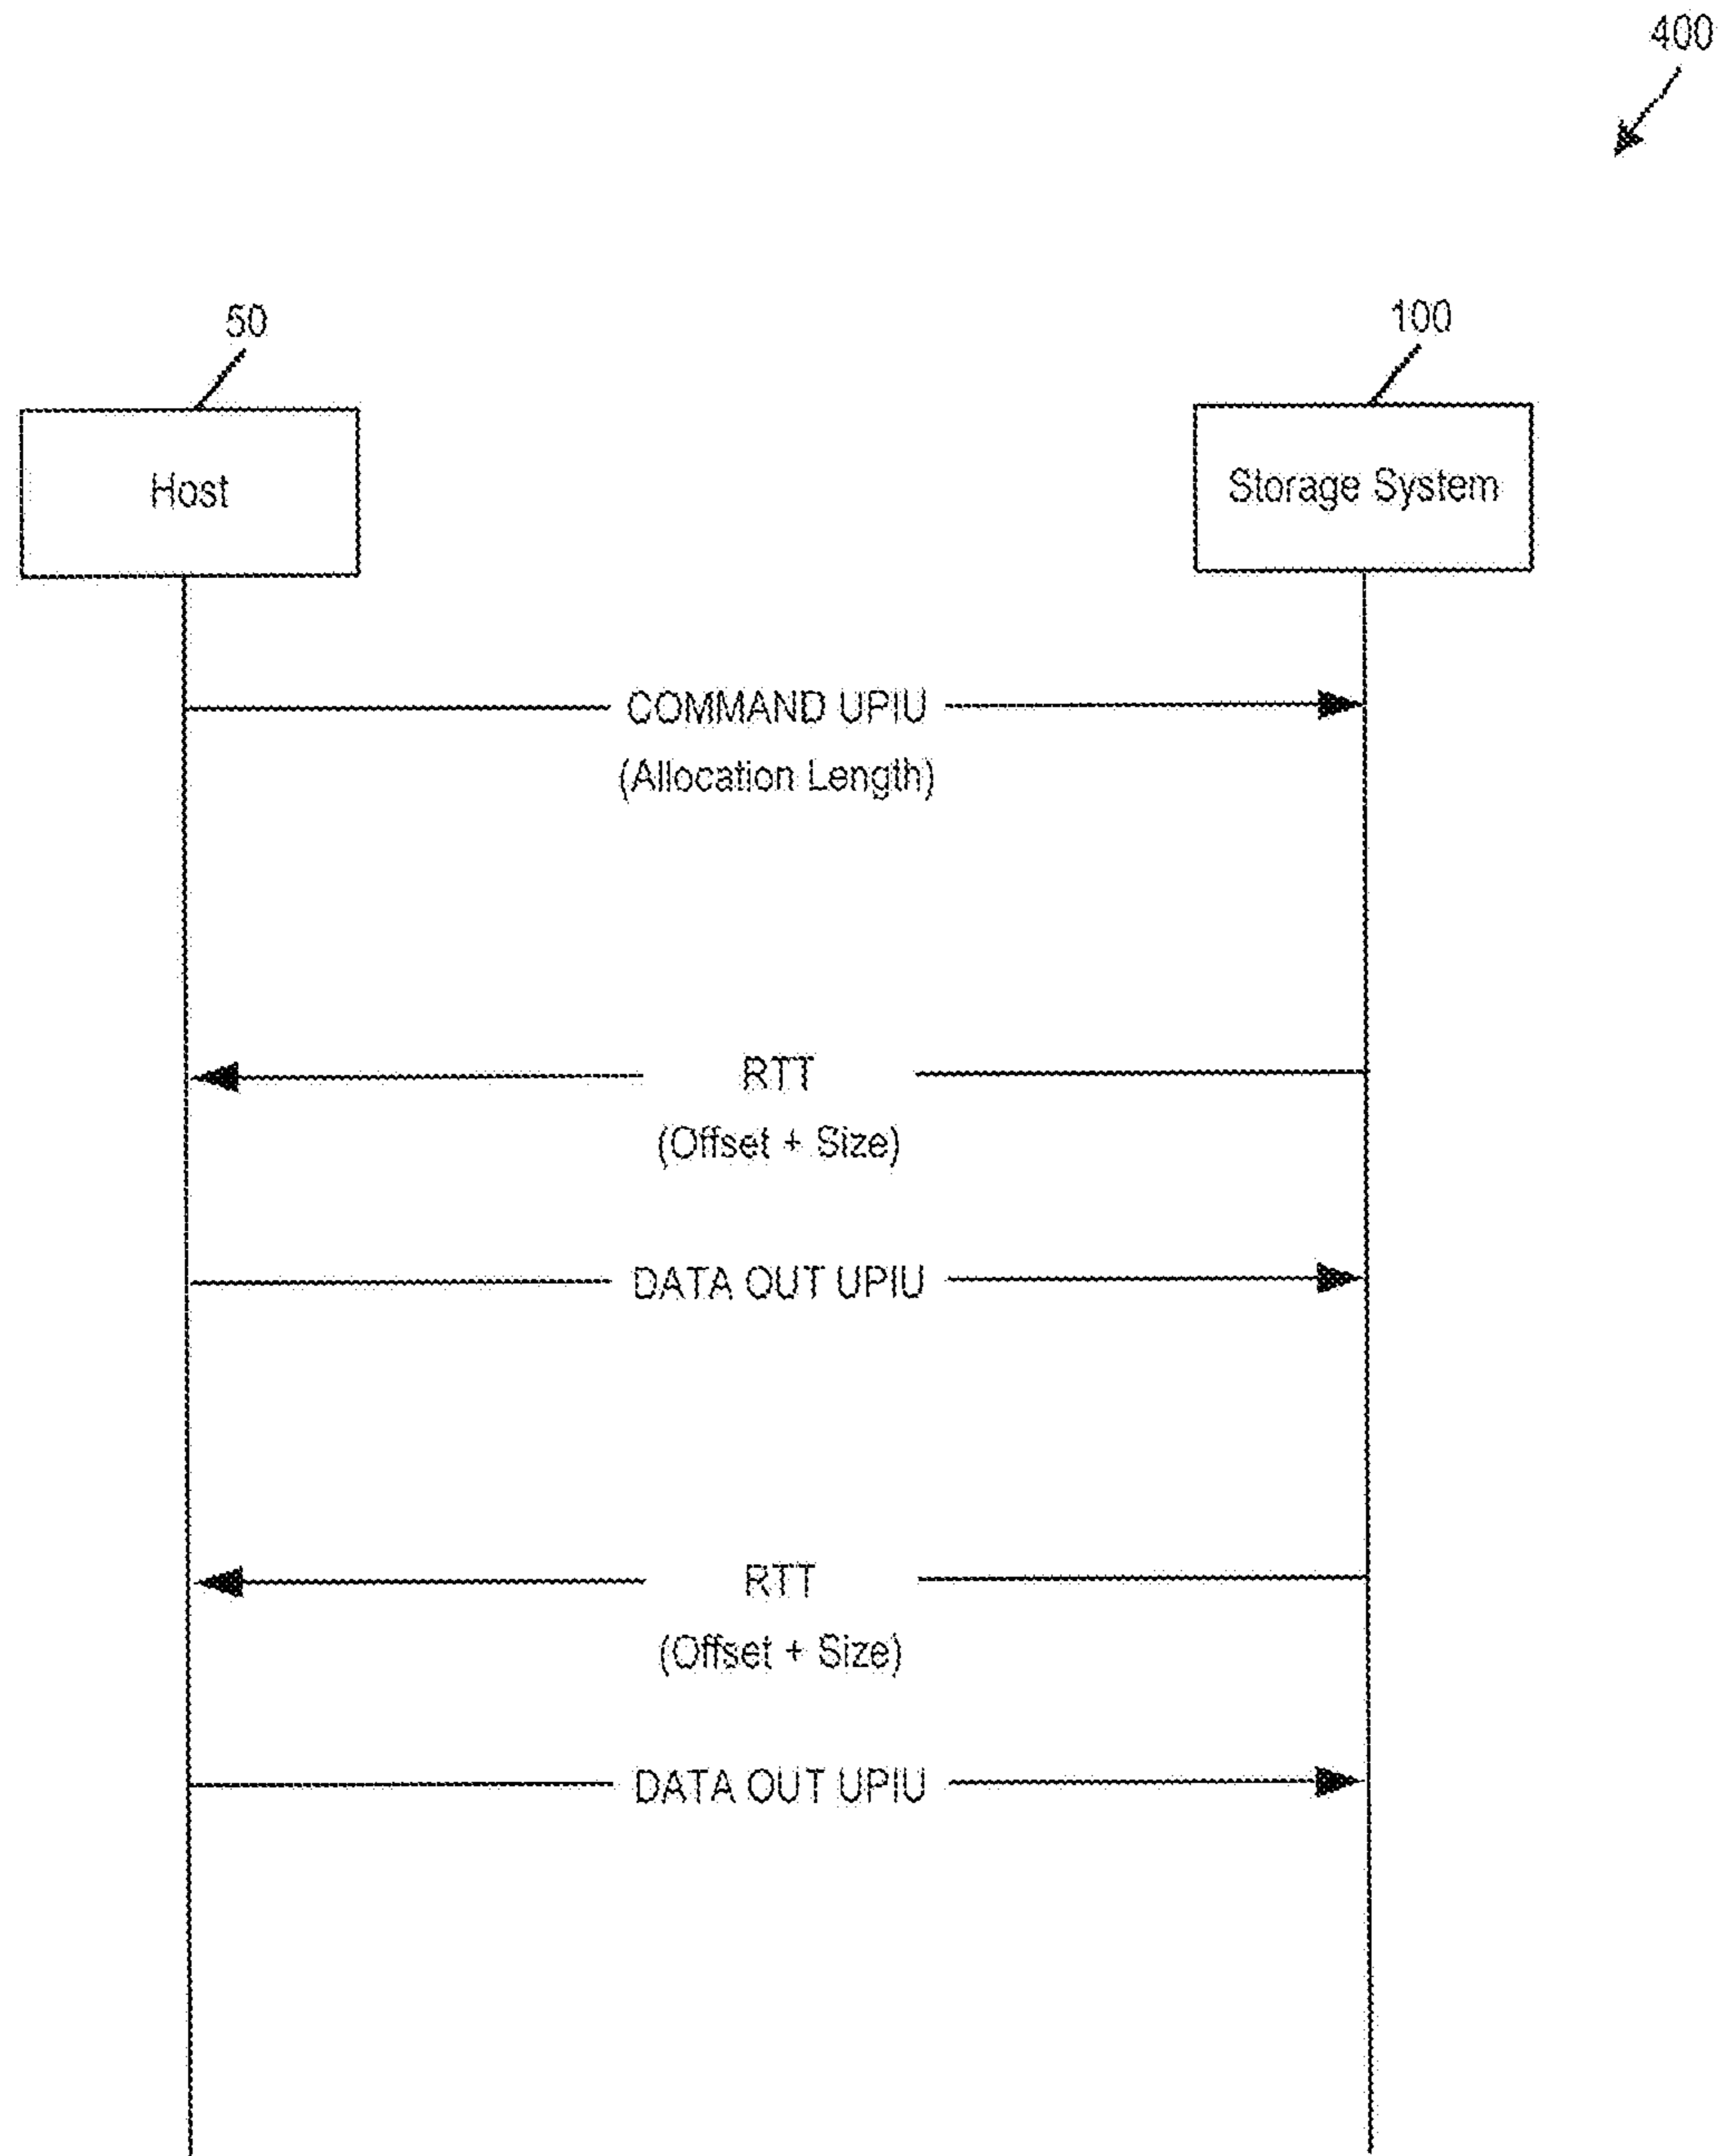 400
50
100
Host
Storage System
COMMAND UPIU
(Allocation Length)
RTT
(Offset + Size)
DATA OUT UPIU
RTT
(Offset + Size)
DATA OUT UPIU